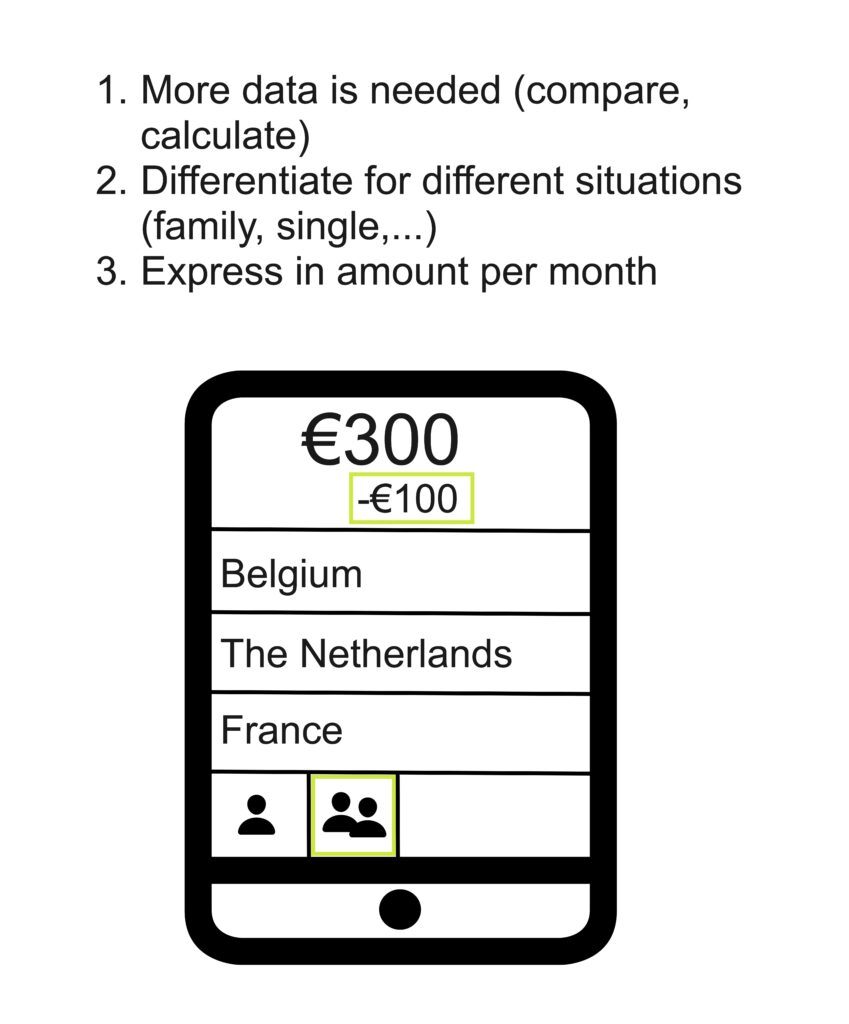 1. More data is needed (compare,
calculate)
2. Differentiate for different situations
(family, single,...)
3. Express in amount per month
€300
-€100
Belgium
The Netherlands
France